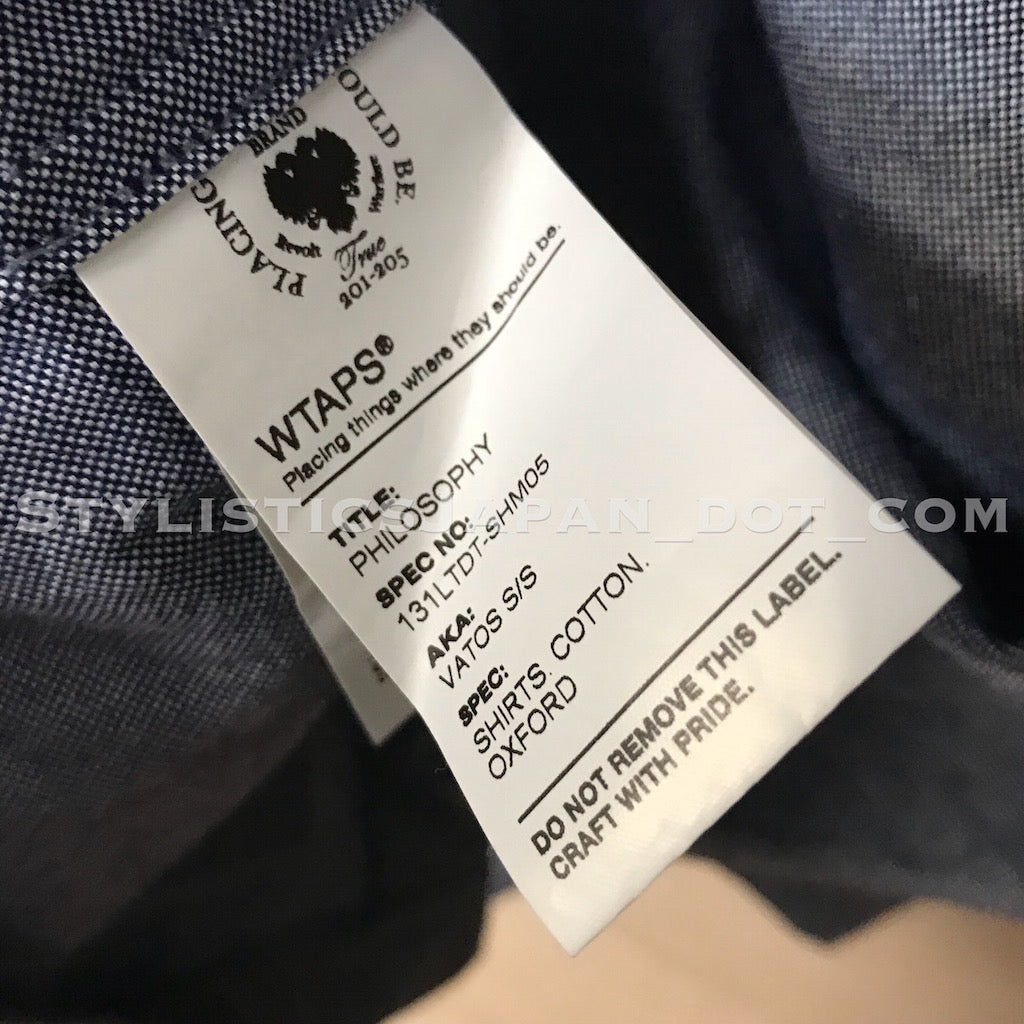 PLACING
OULD BE.
BRAND
Revolt
Warrior
True
201-205
WTAPS®
Placing things where they should be.
TITLE:
PHILOSOPHY
SPEC NO:
131LTDT-SHM05
AKA:
VATOS S/S
SPEC:
SHIRTS. COTTON.
OXFORD
DO NOT REMOVE THIS LABEL.
CRAFT WITH PRIDE.
STYLISTICSJAPAN_DOT_COM